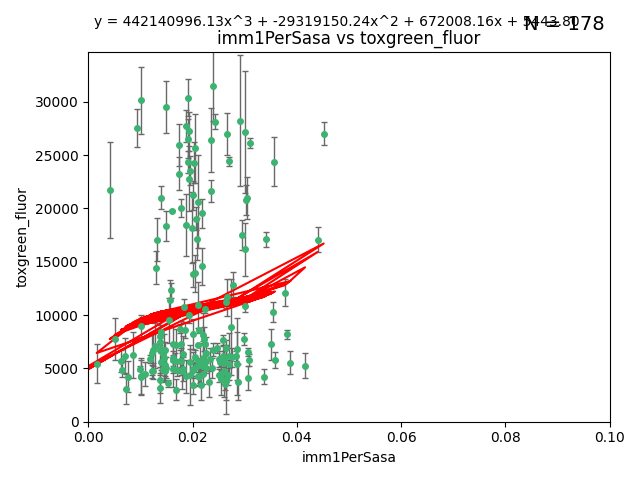 y = 442140996.13x^3 + -29319150.24x^2 + 672008.16x + 5443.80
N = 178
imm1PerSasa vs toxgreen_fluor
30000
25000
20000
15000
10000
5000
0
toxgreen_fluor
0.00 0.02 0.04 0.06 0.08 0.10
imm1PerSasa